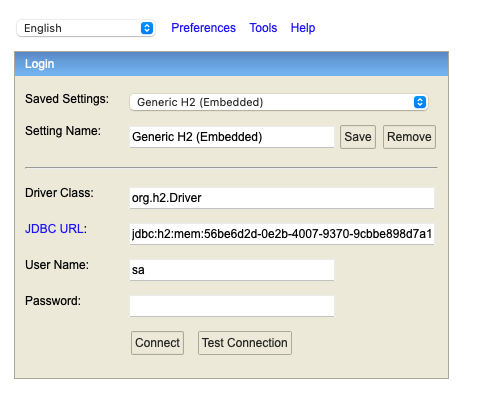 English Preferences Tools Help
Login
Saved Settings: Generic H2 (Embedded)
Setting Name: Generic H2 (Embedded) Save Remove
Driver Class: org.h2.Driver
JDBC URL: jdbc:h2:mem:56be6d2d-0e2b-4007-9370-9cbbe898d7a1
User Name: sa
Password:
Connect Test Connection